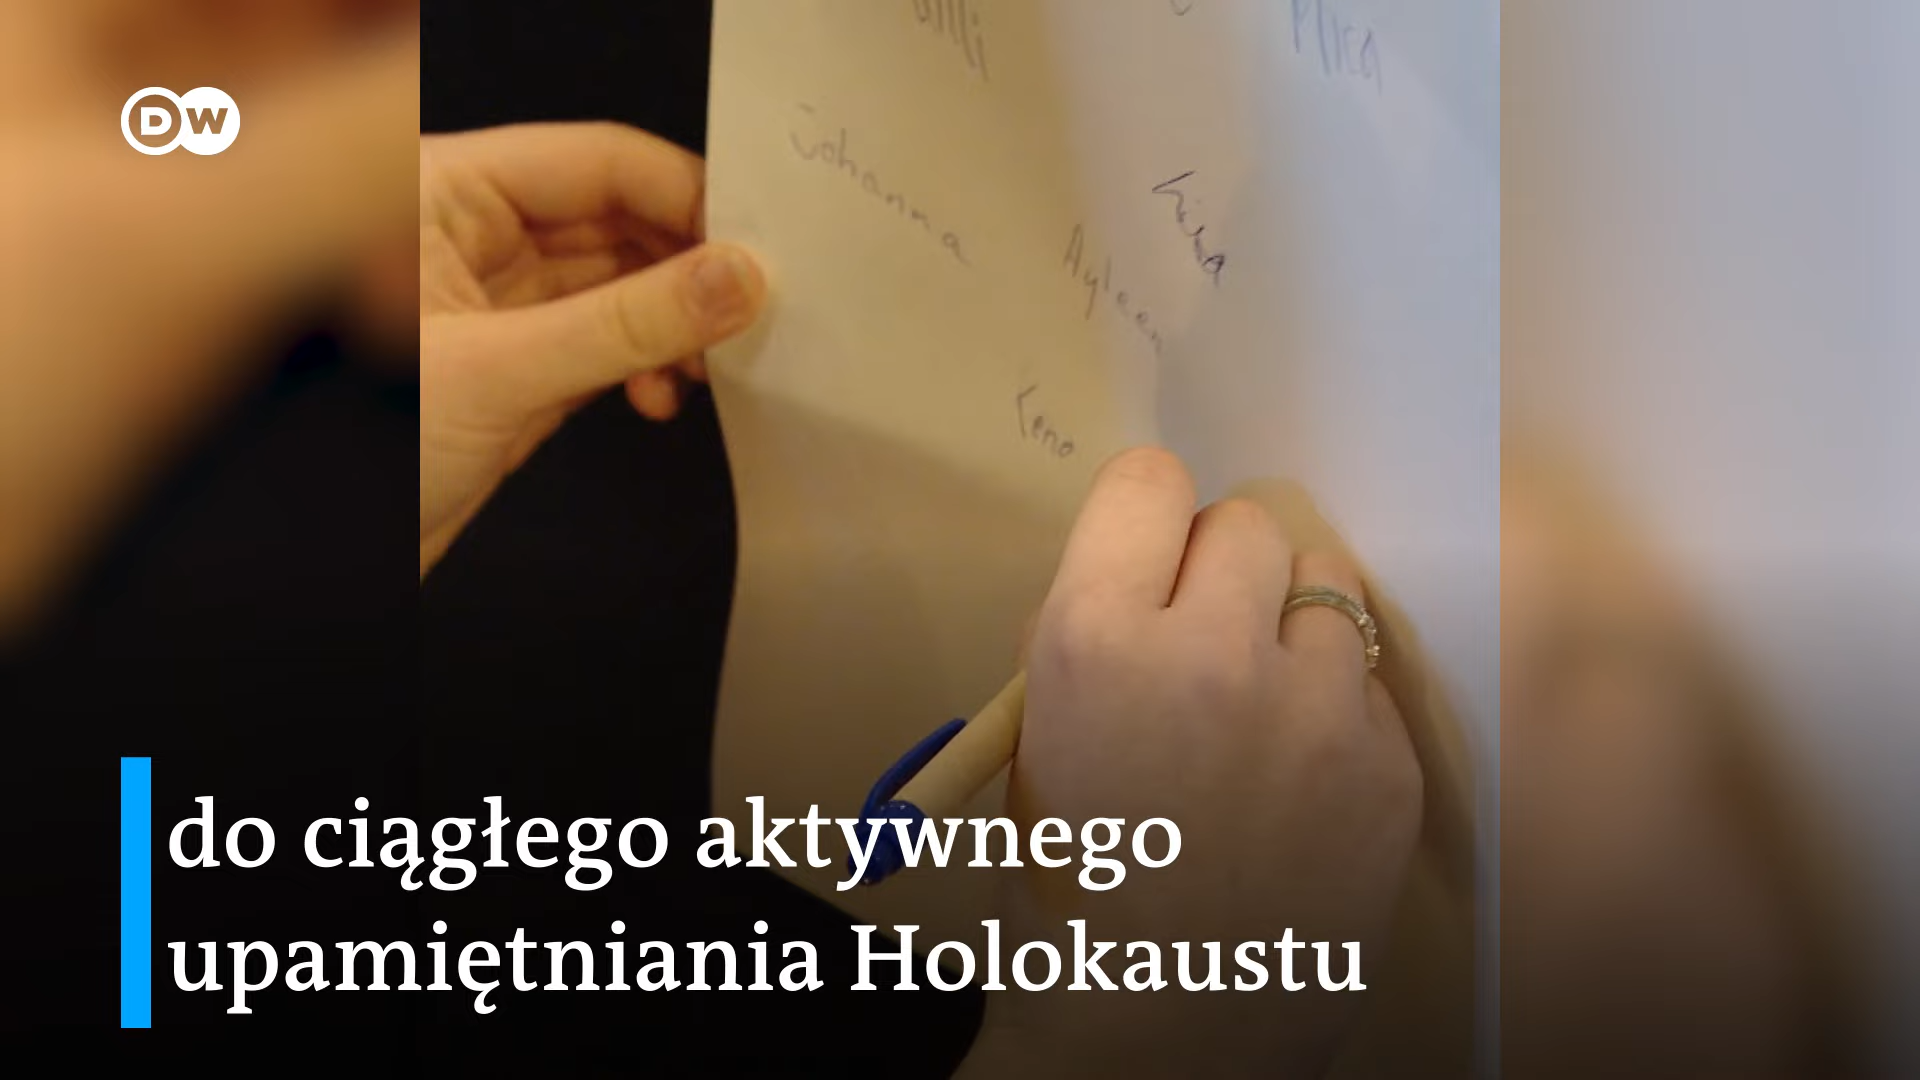 DW
Johanna
Ayleen
do ciągłego aktywnego
upamiętniania Holokaustu